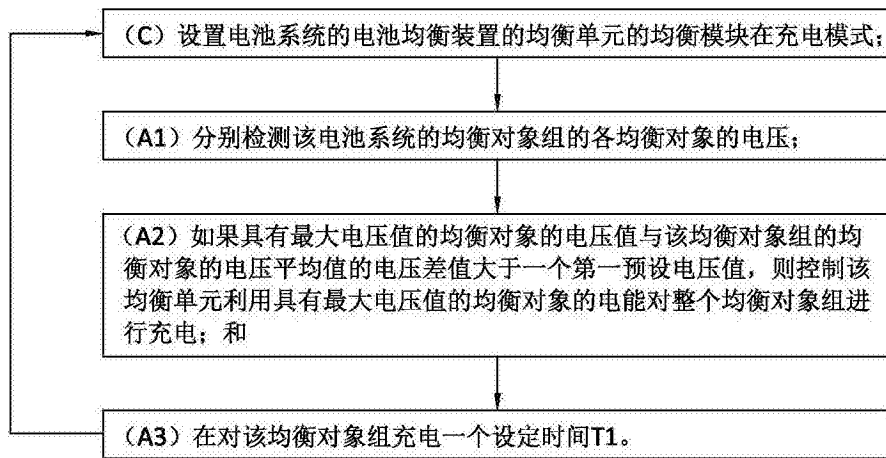 （C）设置电池系统的电池均衡装置的均衡单元的均衡模块在充电模式；
（A1）分别检测该电池系统的均衡对象组的各均衡对象的电压；
（A2）如果具有最大电压值的均衡对象的电压值与该均衡对象组的均
衡对象的电压平均值的电压差值大于一个第一预设电压值，则控制该
均衡单元利用具有最大电压值的均衡对象的电能对整个均衡对象组进
行充电；和
（A3）在对该均衡对象组充电一个设定时间T1。